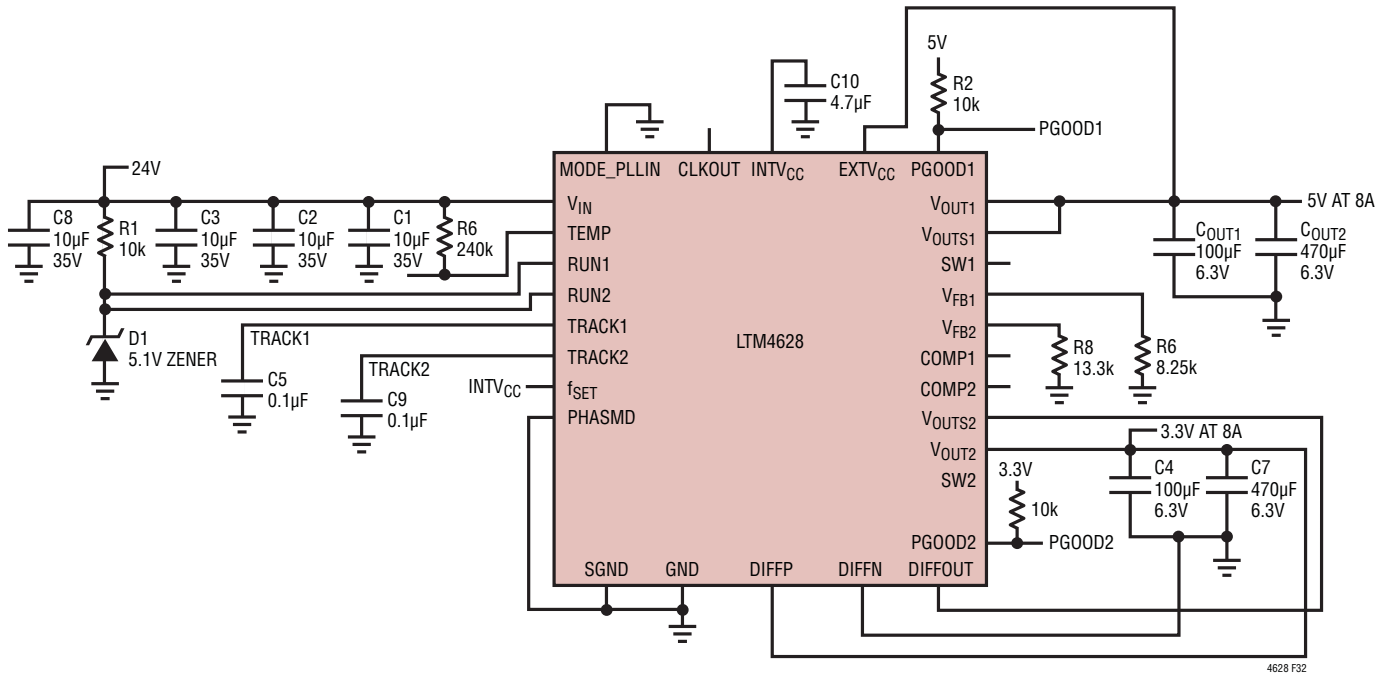 5V
R2
10k
PGOOD1
C10
4.7µF
24V
C8
10µF
35V
R1
10k
C3
10µF
35V
C2
10µF
35V
C1
10µF
35V
R6
240k
D1
5.1V ZENER
TRACK1
C5
0.1µF
TRACK2
C9
0.1µF
INTVCC
MODE_PLLIN
CLKOUT
INTVCC
EXTVCC
PGOOD1
VIN
TEMP
RUN1
RUN2
TRACK1
TRACK2
fSET
PHASMD
LTM4628
VOUT1
VOUTS1
SW1
VFB1
VFB2
COMP1
COMP2
VOUTS2
VOUT2
SW2
PGOOD2
SGND
GND
DIFFP
DIFFN
DIFFOUT
5V AT 8A
COUT1
100µF
6.3V
COUT2
470µF
6.3V
R8
13.3k
R6
8.25k
3.3V AT 8A
C4
100µF
6.3V
C7
470µF
6.3V
3.3V
10k
PGOOD2
4628 F32